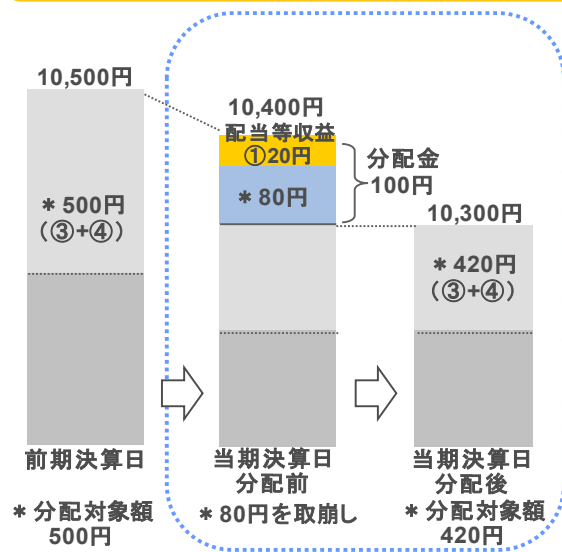 10,500円
＊500円
（③+④）
前期決算日
＊分配対象額
500円
10,400円
配当等収益
①20円
＊80円
分配金
100円
当期決算日
分配前
＊80円を取崩し
10,300円
＊420円
（③+④）
当期決算日
分配後
＊分配対象額
420円